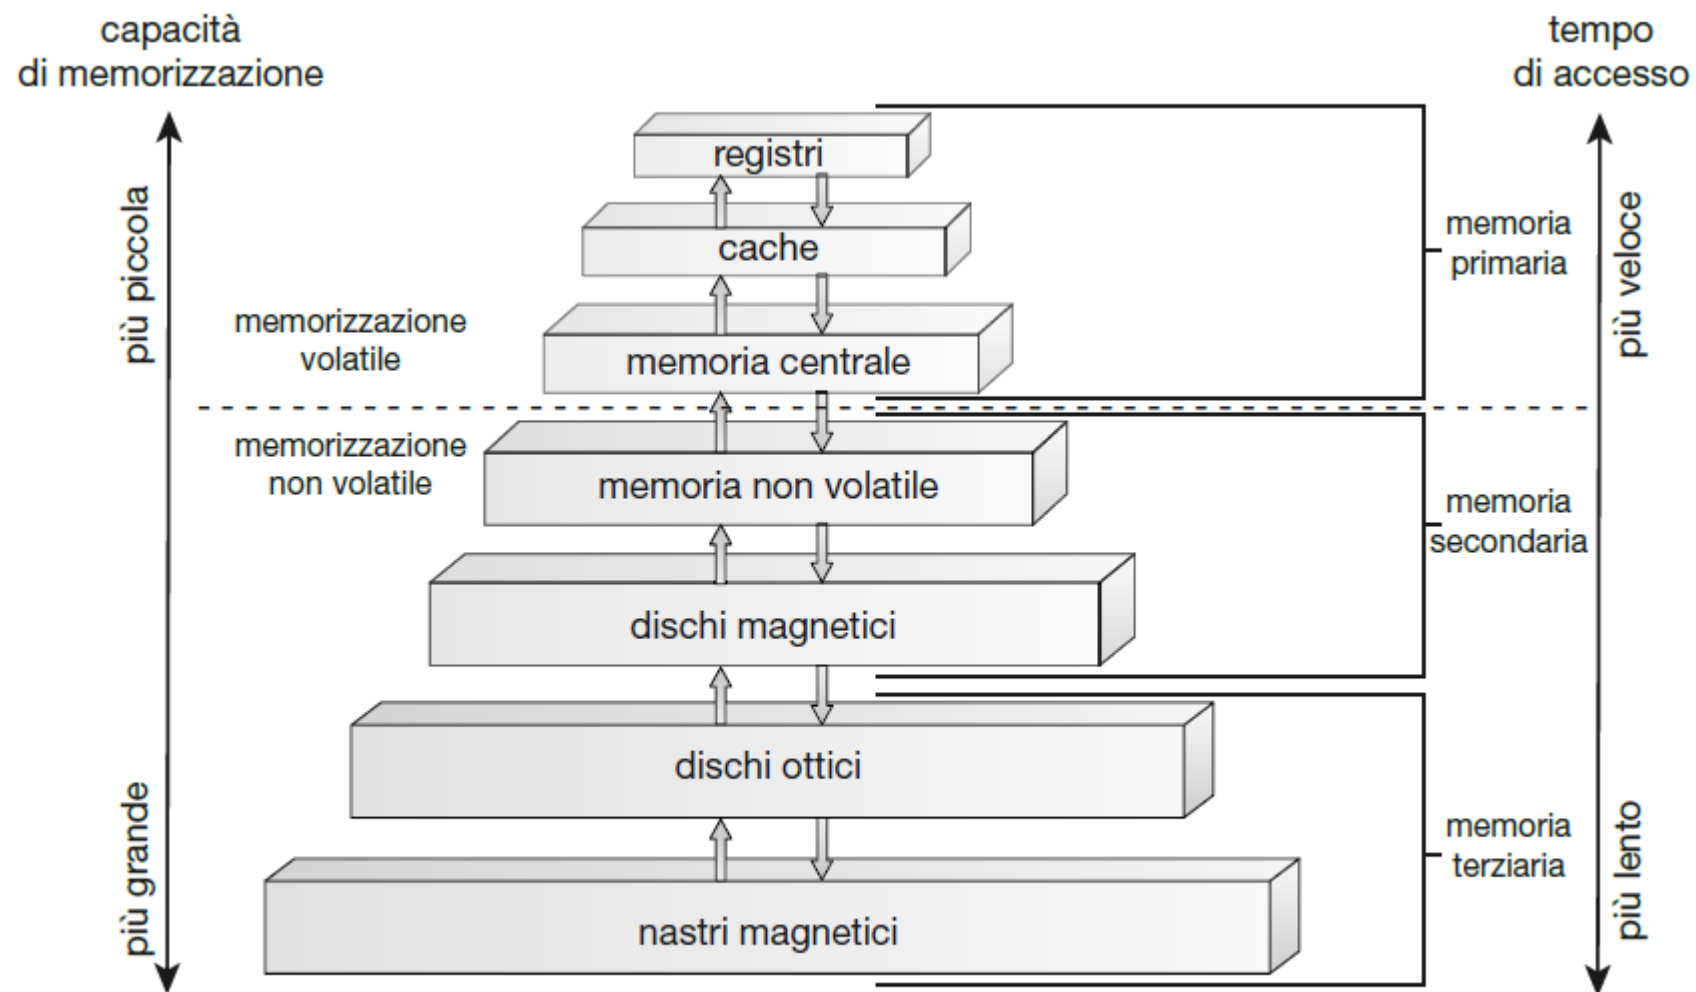 capacità
di memorizzazione
tempo
di accesso
più piccola
più grande
registri
cache
memorizzazione
volatile
memoria centrale
memorizzazione
non volatile
memoria non volatile
dischi magnetici
dischi ottici
nastri magnetici
memoria
primaria
memoria
secondaria
memoria
terziaria
più veloce
più lento